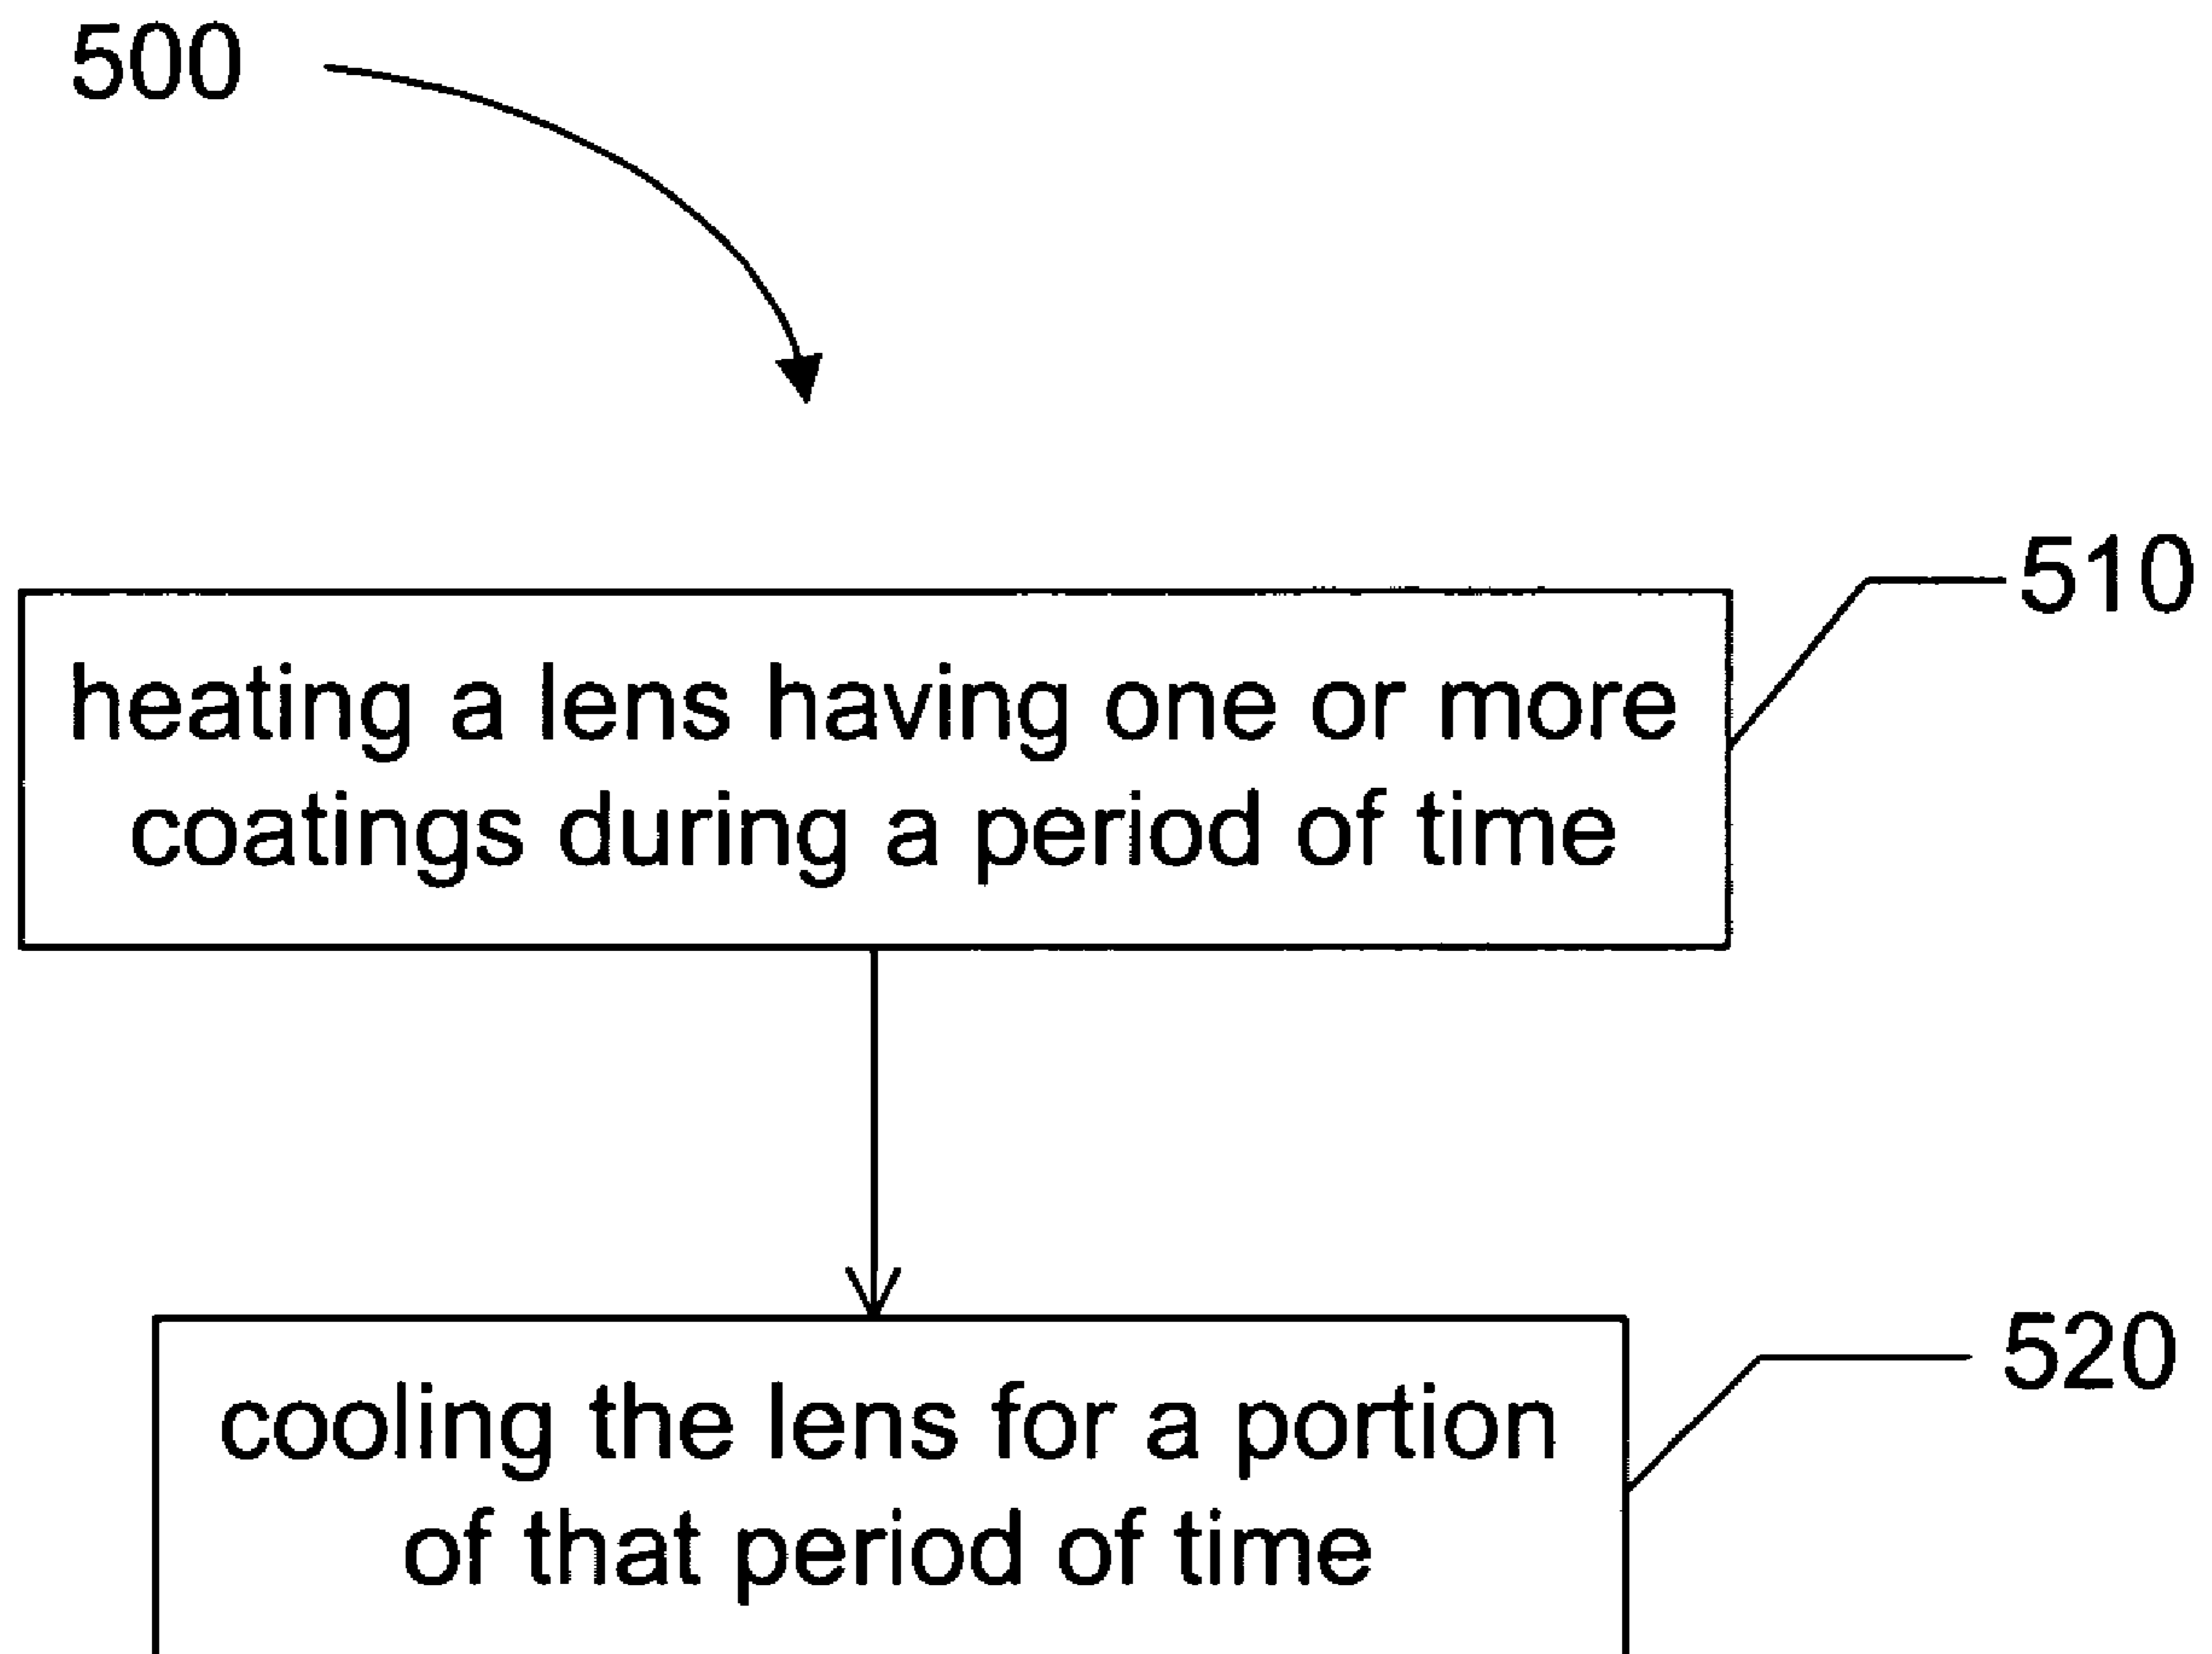 500
510
heating a lens having one or more
coatings during a period of time
520
cooling the lens for a portion
of that period of time